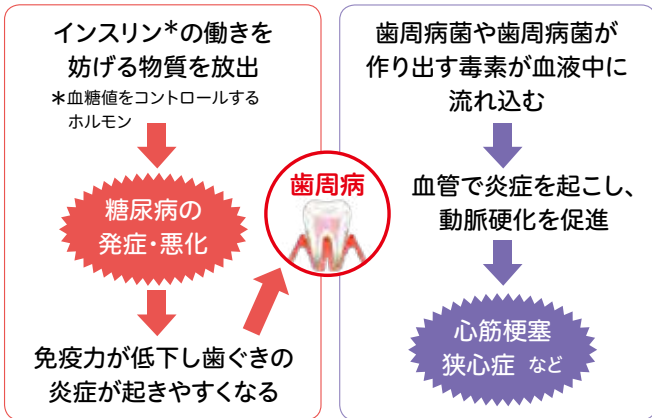 インスリン*の働きを
妨げる物質を放出
*血糖値をコントロールする
ホルモン
糖尿病の
発症・悪化
免疫力が低下し歯ぐきの
炎症が起きやすくなる
歯周病
歯周病菌や歯周病菌が
作り出す毒素が血液中に
流れ込む
血管で炎症を起こし、
動脈硬化を促進
心筋梗塞
狭心症 など